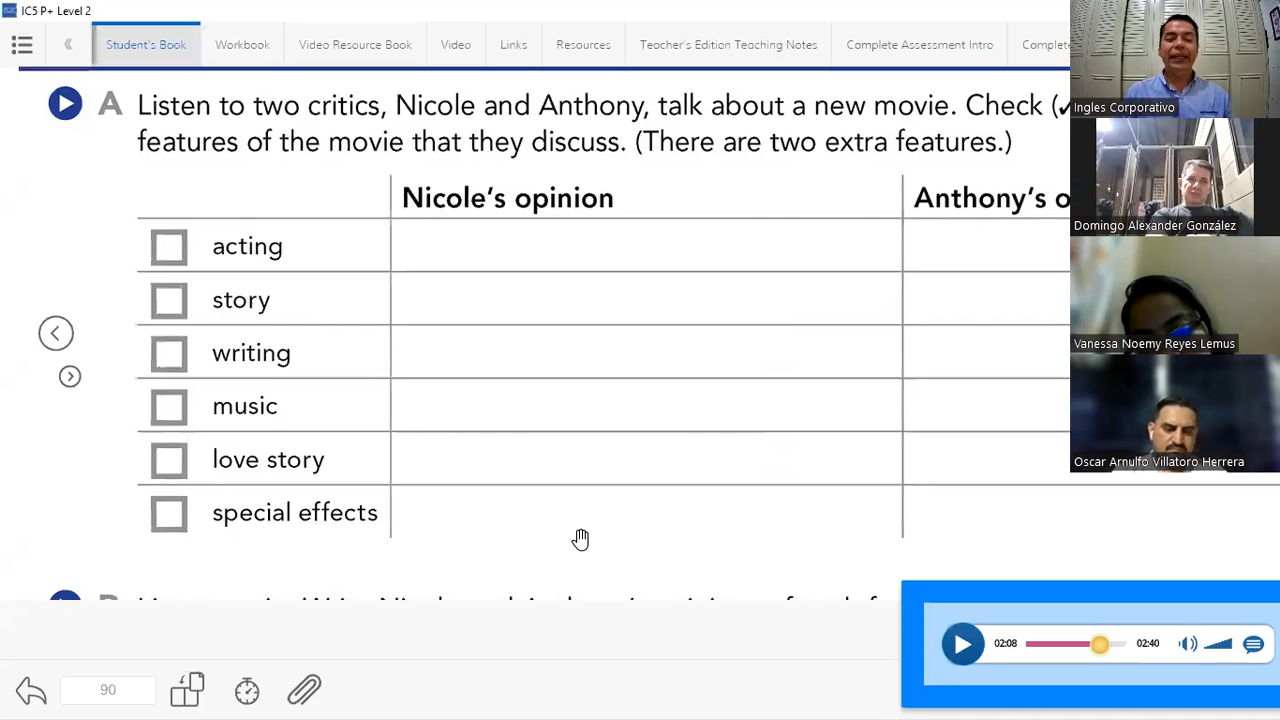 IC5 P+ Level 2
Student's Book Workbook Video Resource Book Video Links Resources Teacher's Edition Teaching Notes Complete Assessment Intro Complete
A Listen to two critics, Nicole and Anthony, talk about a new movie. Check (✓
features of the movie that they discuss. (There are two extra features.)
Nicole's opinion Anthony's o
acting
story
writing
music
love story
special effects
90
02:08 02:40
Ingles Corporativo
Domingo Alexander González
Vanessa Noemy Reyes Lemus
Oscar Arnulfo Villatoro Herrera